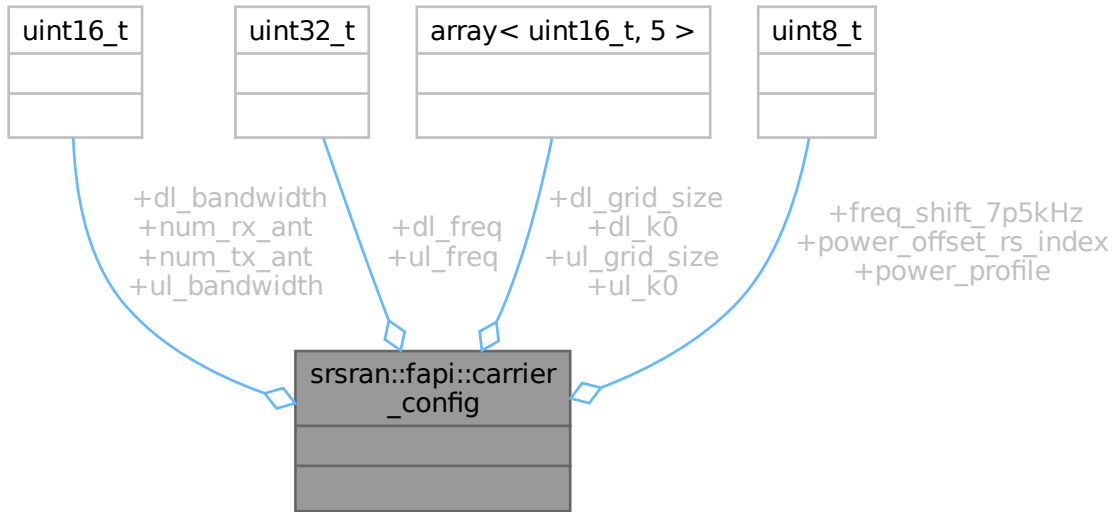 uint16_t
uint32_t
array< uint16_t, 5 >
uint8_t
+dl_bandwidth
+num_rx_ant
+num_tx_ant
+ul_bandwidth
+dl_freq
+ul_freq
+dl_grid_size
+dl_k0
+ul_grid_size
+ul_k0
+freq_shift_7p5kHz
+power_offset_rs_index
+power_profile
srsran::fapi::carrier
_config